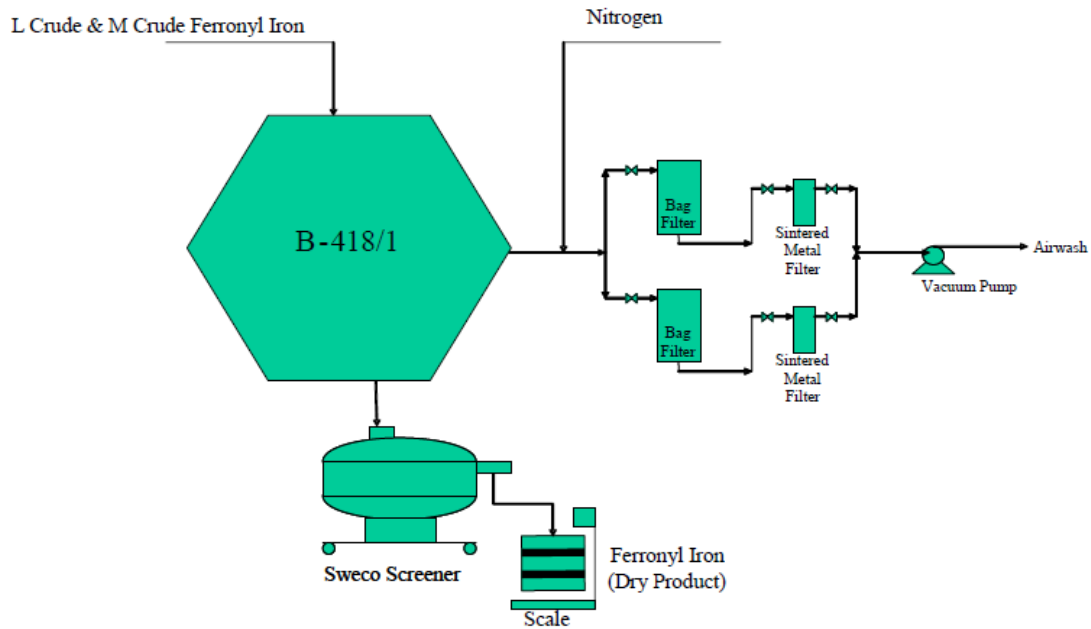 L Crude & M Crude Ferronyl Iron
Nitrogen
B-418/1
Bag
Filter
Sintered
Metal
Filter
Airwash
Vacuum Pump
Bag
Filter
Sintered
Metal
Filter
Sweco Screener
Ferronyl Iron
(Dry Product)
Scale